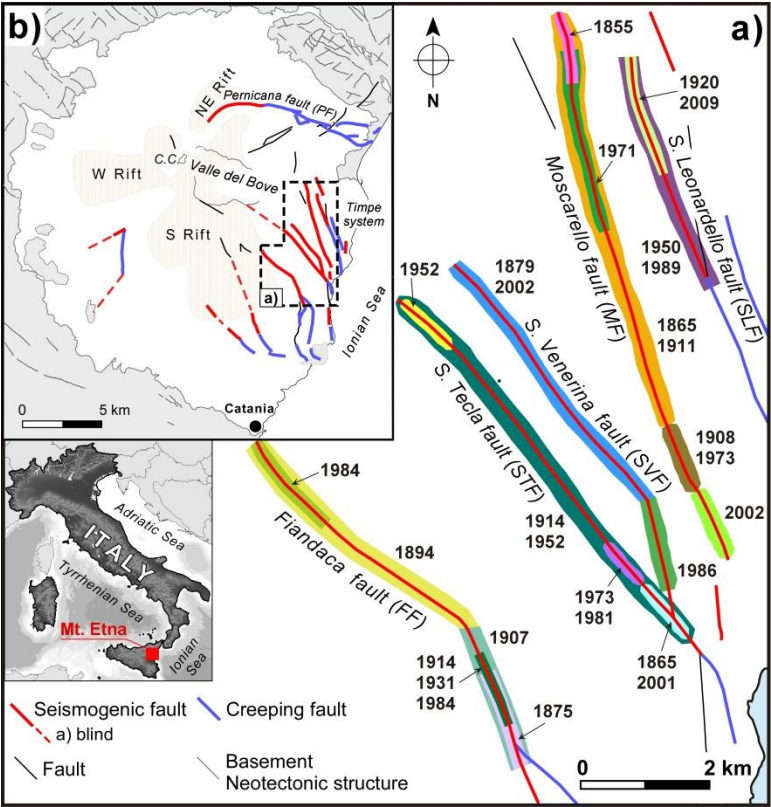 b)
NE Rift
Pernicana fault (PF)
C.C.
Valle del Bove
W Rift
S Rift
Timpe
system
a)
Ionian Sea
0
5 km
Catania
a)
N
1855
1920
2009
S. Leonardello fault (SLF)
1971
Moscarello fault (MF)
1950
1989
1879
2002
1952
S. Venerina fault (SVF)
1865
1911
S. Tecla fault (STF)
1908
1973
1984
2002
1914
1952
1894
Fiandaca fault (FF)
1986
1973
1981
1907
1914
1931
1984
1865
2001
1875
0
2 km
ITALY
Adriatic Sea
Tyrrhenian Sea
Mt. Etna
Ionian
Sea
Seismogenic fault
a) blind
Creeping fault
Fault
Basement
Neotectonic structure